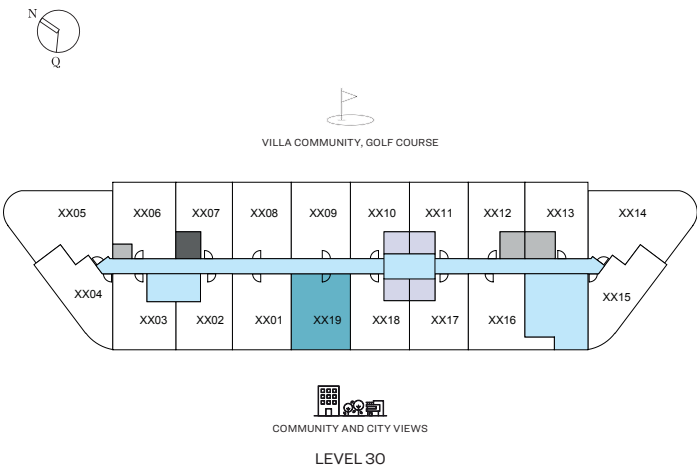 N
Q
VILLA COMMUNITY, GOLF COURSE
XX05 XX06 XX07 XX08 XX09 XX10 XX11 XX12 XX13 XX14
XX04 XX15
XX03 XX02 XX01 XX19 XX18 XX17 XX16
COMMUNITY AND CITY VIEWS
LEVEL 30